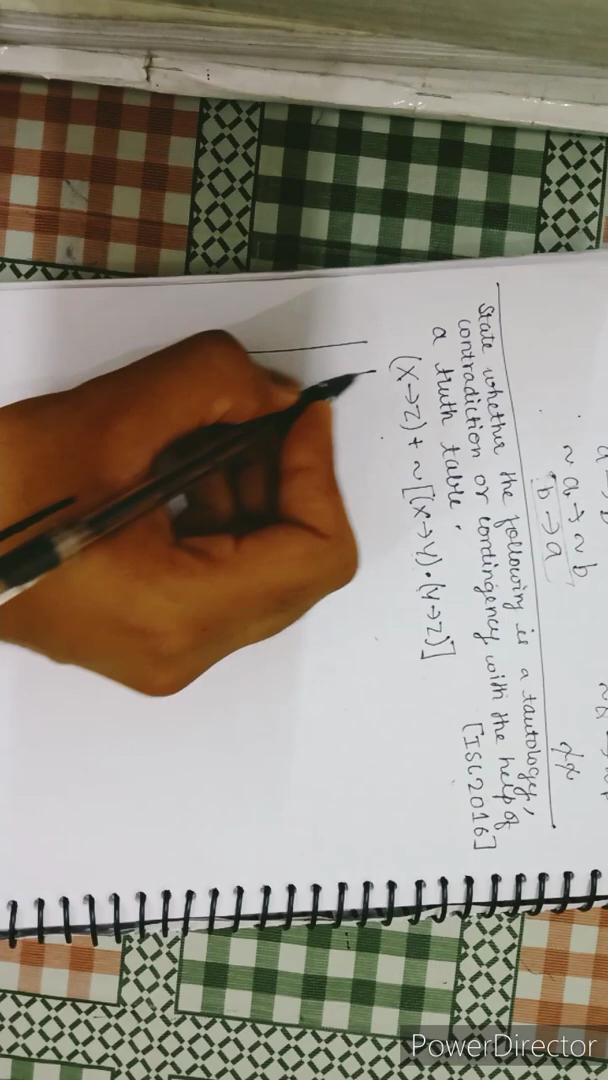 a → b
~a → ~b
b → a
State whether the following is a tautology,
contradiction or contingency with the help of
a truth table. [ISC 2016]
(X→Z) + ~[(X→Y)·(Y→Z)]
PowerDirector